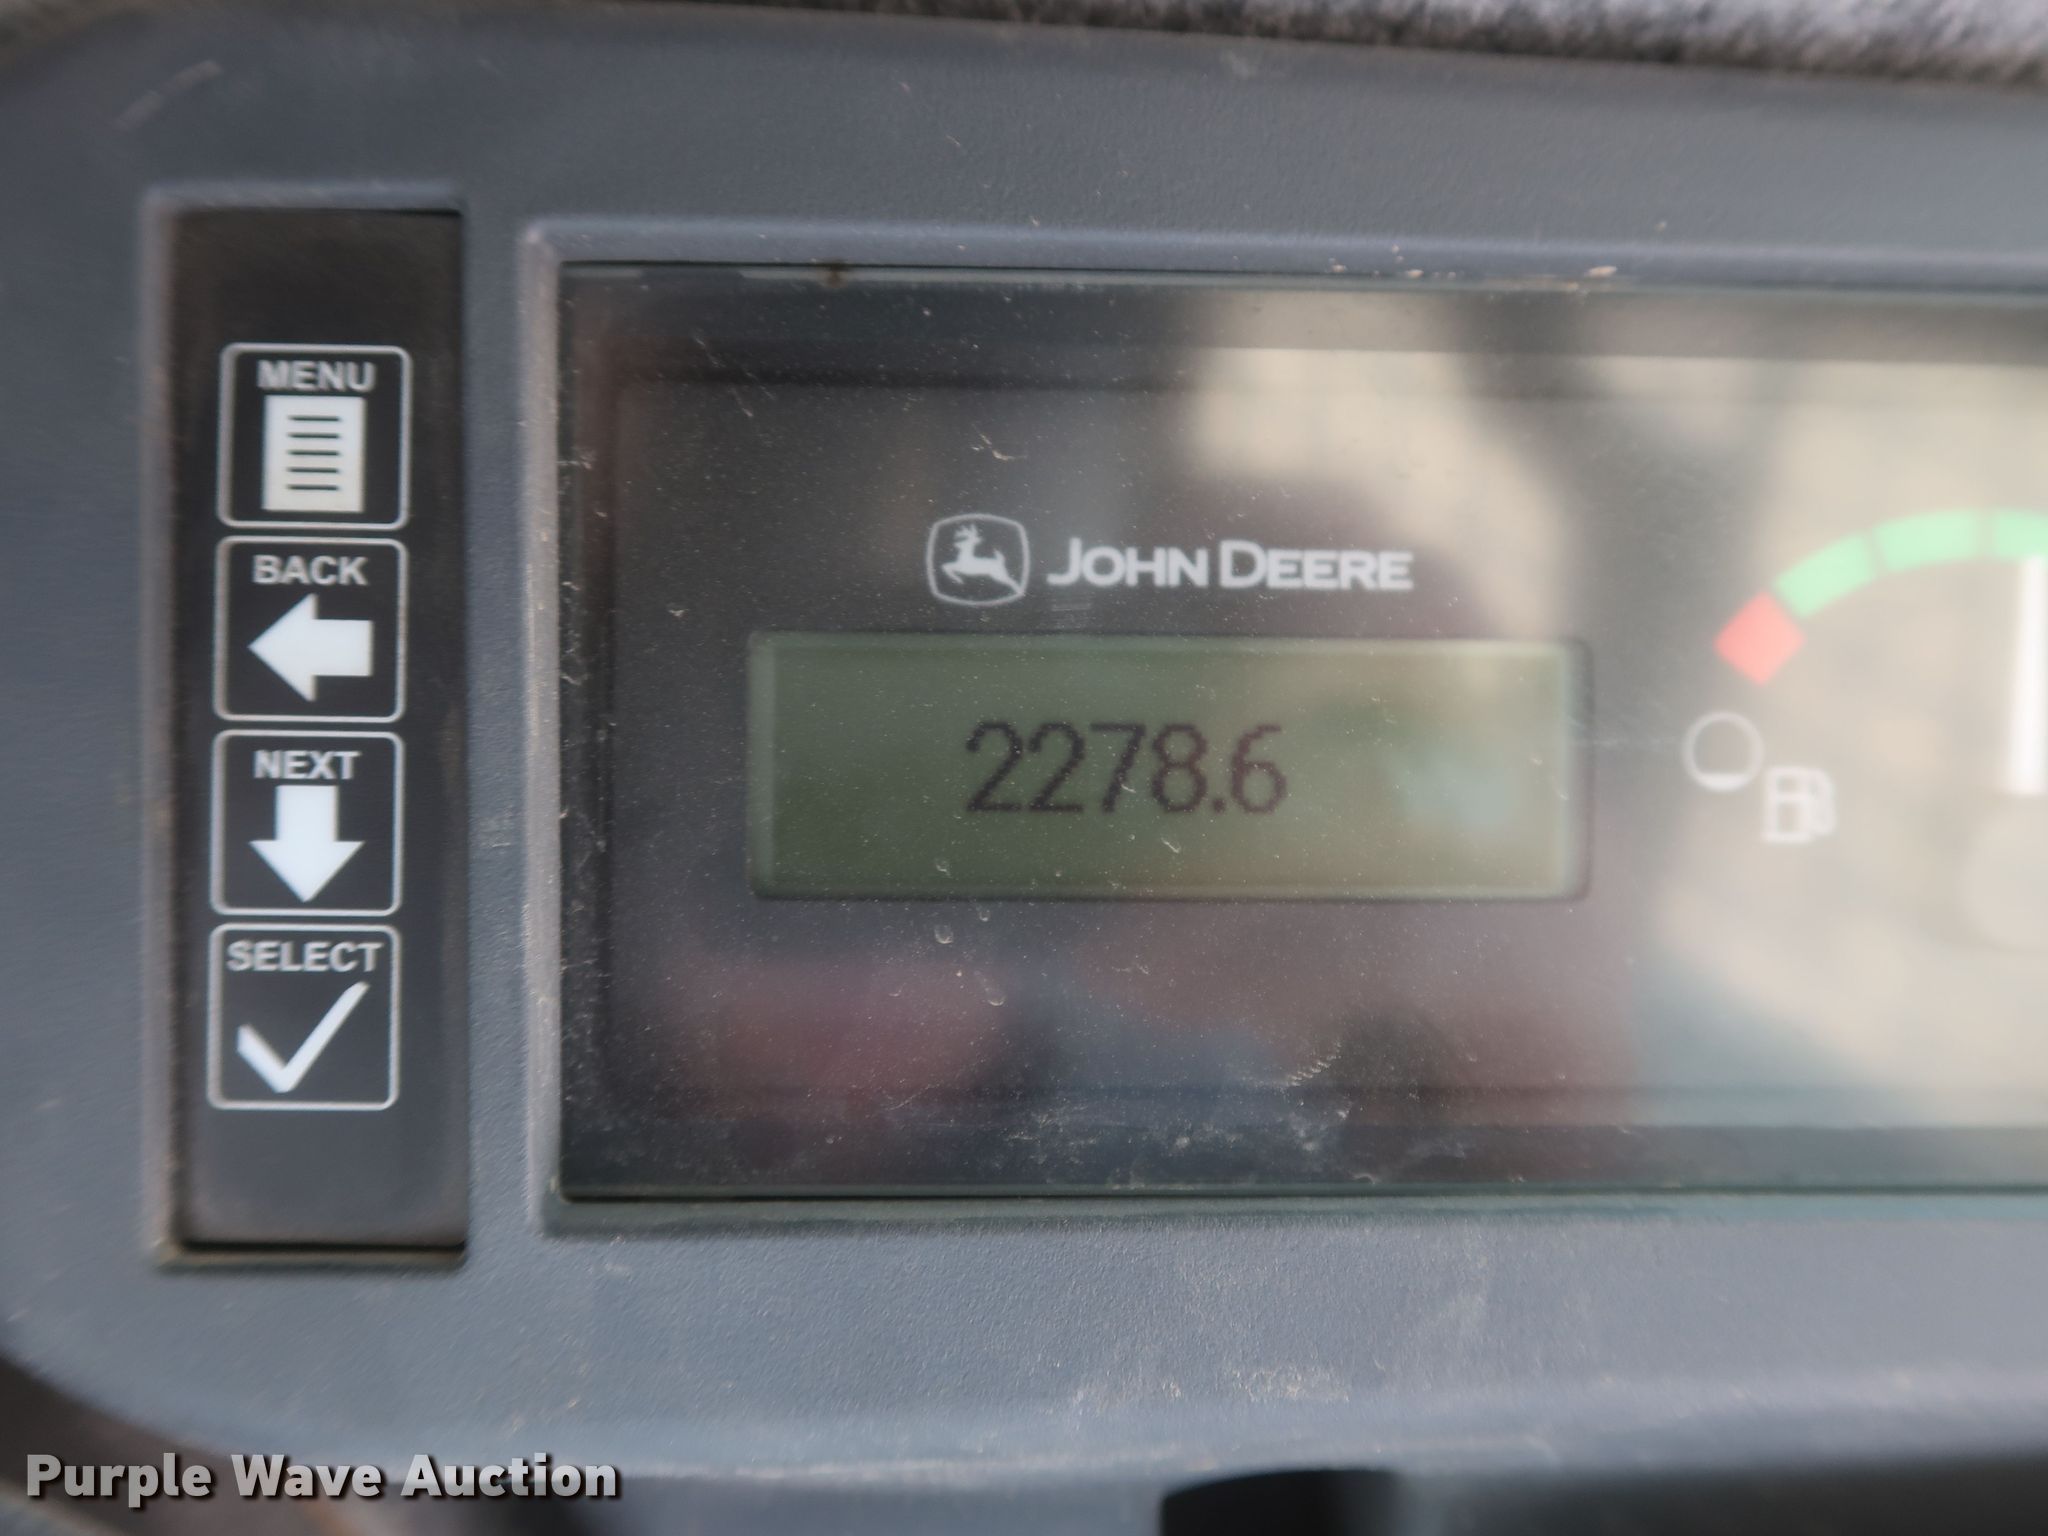 MENU
BACK
NEXT
SELECT
JOHN DEERE
2278.6
Purple Wave Auction